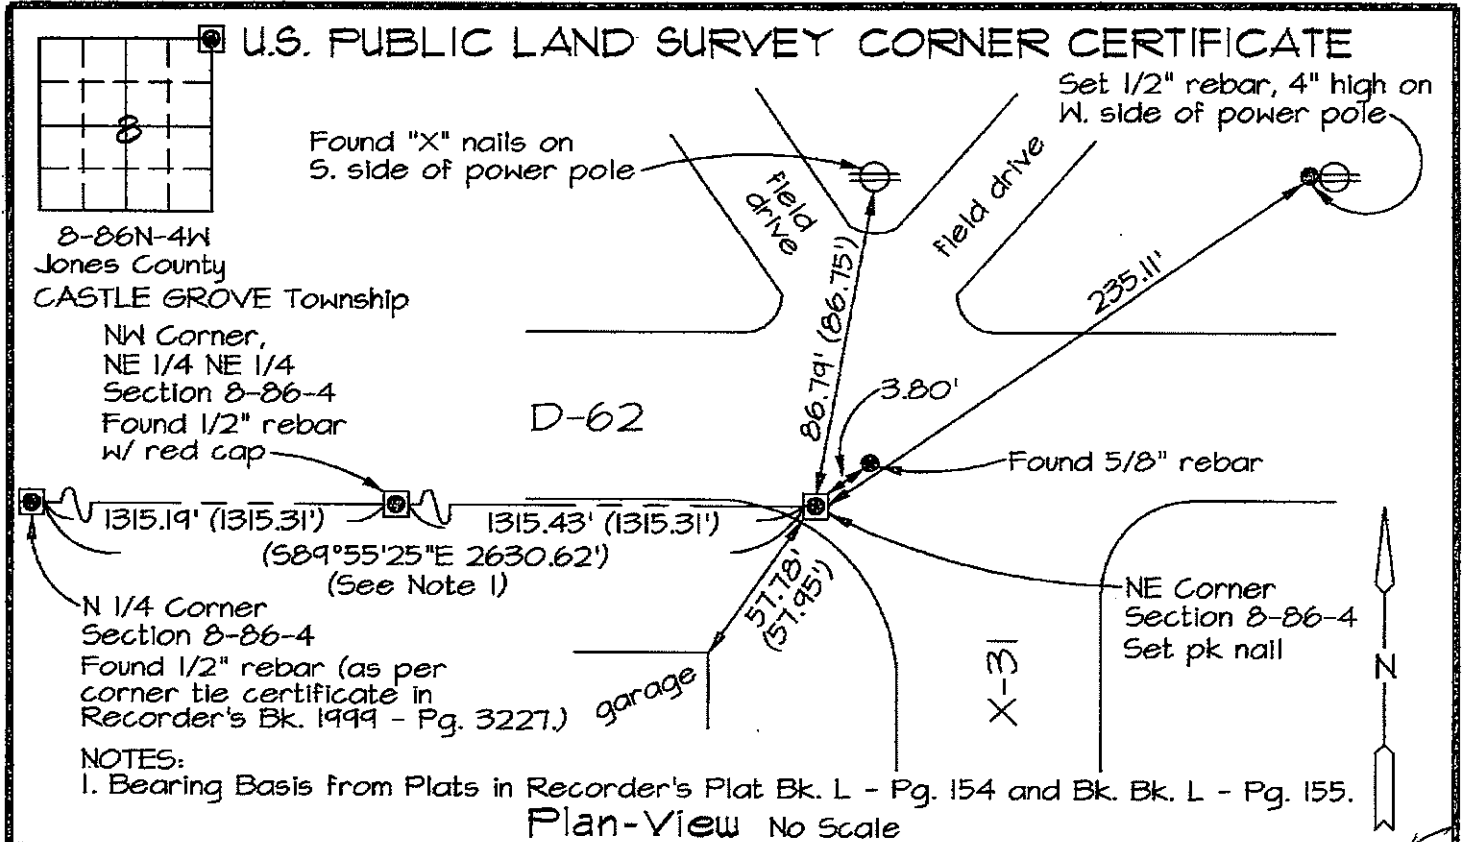 U.S. PUBLIC LAND SURVEY CORNER CERTIFICATE
8
8-86N-4W
Jones County
CASTLE GROVE Township
Found "X" nails on
S. side of power pole
Set 1/2" rebar, 4" high on
W. side of power pole
field
drive
field drive
86.79' (86.75')
235.11'
3.80'
NW Corner,
NE 1/4 NE 1/4
Section 8-86-4
Found 1/2" rebar
w/ red cap
D-62
Found 5/8" rebar
1315.19' (1315.31')
1315.43' (1315.31')
(S89°55'25"E 2630.62')
(See Note 1)
57.78'
(57.95')
N 1/4 Corner
Section 8-86-4
Found 1/2" rebar (as per
corner tie certificate in
Recorder's Bk. 1999 - Pg. 3227.)
garage
X-31
NE Corner
Section 8-86-4
Set pk nail
N
NOTES:
1. Bearing Basis from Plats in Recorder's Plat Bk. L - Pg. 154 and Bk. Bk. L - Pg. 155.
Plan-View No Scale